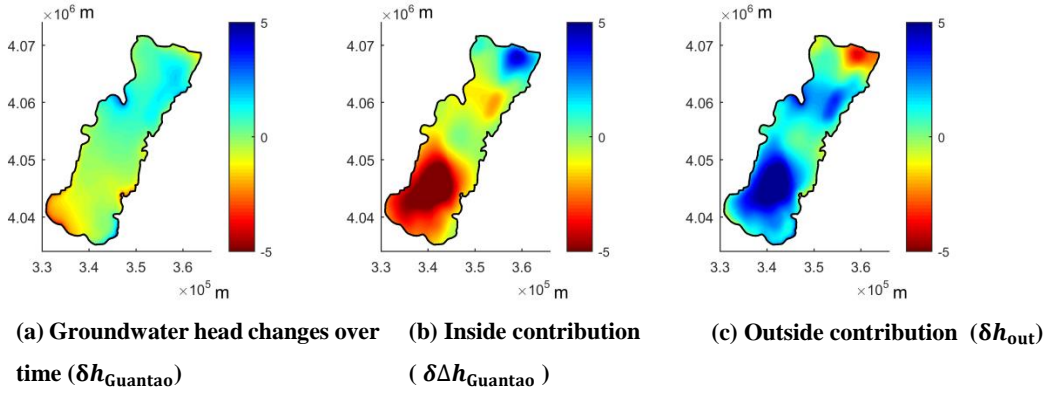 ×10⁶ m
4.07
4.06
4.05
4.04
3.3 3.4 3.5 3.6
×10⁵ m
5
0
-5
×10⁶ m
4.07
4.06
4.05
4.04
3.3 3.4 3.5 3.6
×10⁵ m
5
0
-5
×10⁶ m
4.07
4.06
4.05
4.04
3.3 3.4 3.5 3.6
×10⁵ m
5
0
-5
(a) Groundwater head changes over
time (δh_Guantao)
(b) Inside contribution
( δΔh_Guantao )
(c) Outside contribution (δh_out)